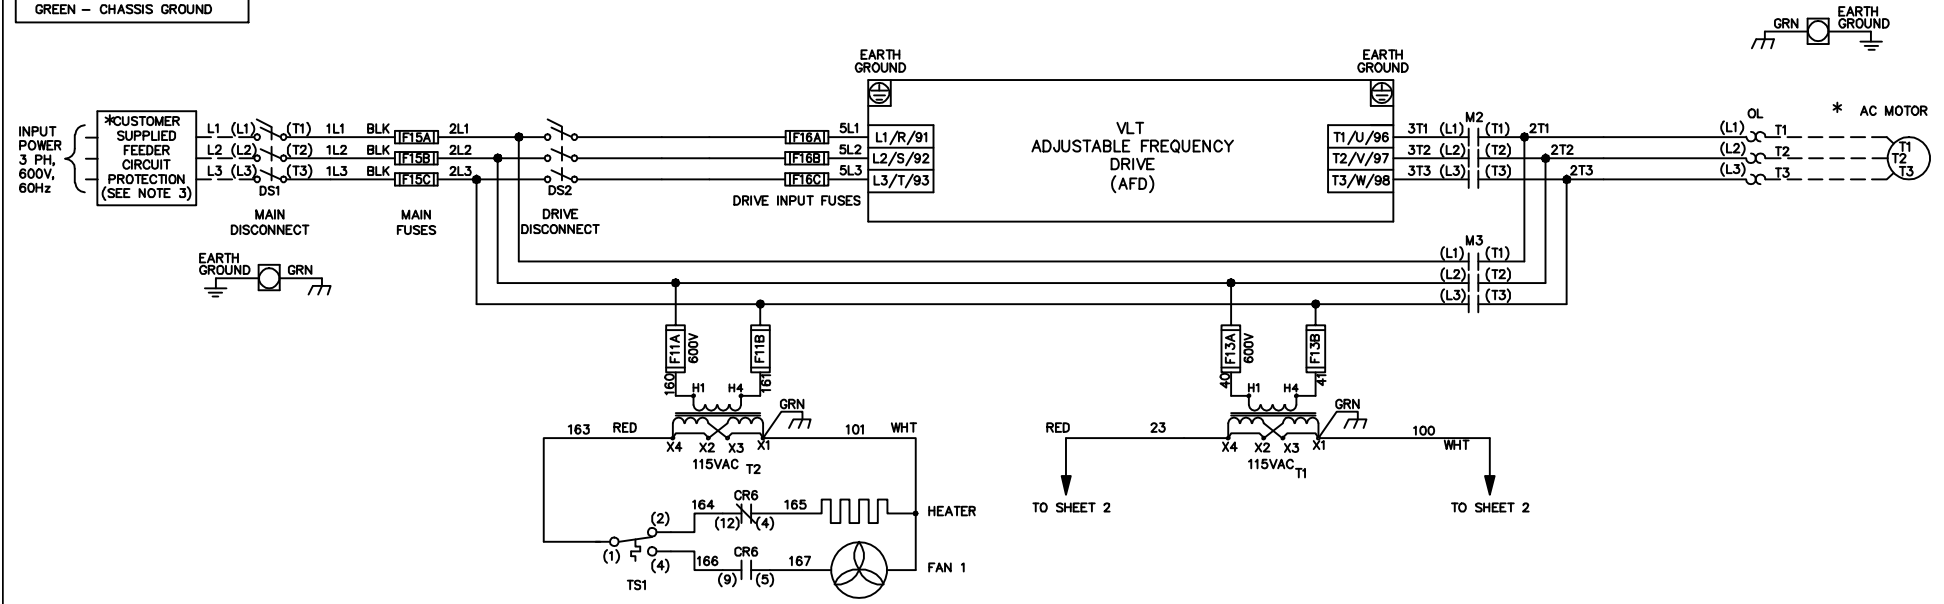 GREEN – CHASSIS GROUND
GRN
EARTH
GROUND
INPUT
POWER
3 PH,
600V,
60Hz
*CUSTOMER
SUPPLIED
FEEDER
CIRCUIT
PROTECTION
(SEE NOTE 3)
L1 (L1) (T1) 1L1 BLK F15A 2L1
L2 (L2) (T2) 1L2 BLK F15B 2L2
L3 (L3) (T3) 1L3 BLK F15C 2L3
DS1
MAIN
DISCONNECT
MAIN
FUSES
DS2
DRIVE
DISCONNECT
F16A 5L1
F16B 5L2
F16C 5L3
DRIVE INPUT FUSES
EARTH
GROUND
L1/R/91
L2/S/92
L3/T/93
VLT
ADJUSTABLE FREQUENCY
DRIVE
(AFD)
EARTH
GROUND
T1/U/96
T2/V/97
T3/W/98
M2
3T1 (L1) (T1) 2T1
3T2 (L2) (T2) 2T2
3T3 (L3) (T3) 2T3
OL
(L1) T1
(L2) T2
(L3) T3
* AC MOTOR
T1
T2
T3
EARTH
GROUND
GRN
M3
(L1) (T1)
(L2) (T2)
(L3) (T3)
F11A
600V
F11B
160
161
H1 H4
GRN
163 RED
101 WHT
X4 X2 X3 X1
115VAC T2
F13A
600V
F13B
40
41
H1 H4
GRN
RED 23
100
WHT
X4 X2 X3 X1
115VAC T1
TO SHEET 2
TO SHEET 2
164 CR6 165
(12) (4)
HEATER
(2)
(1)
(4)
TS1
166 CR6 167
(9) (5)
FAN 1